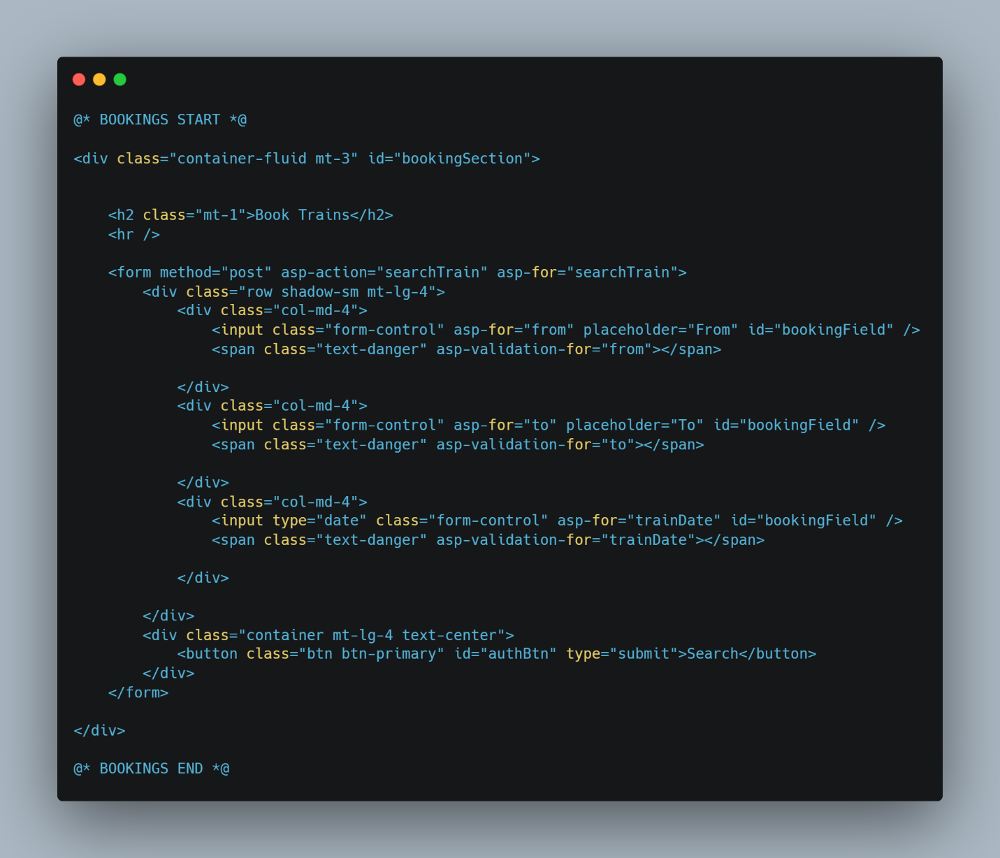 @* BOOKINGS START *@
<div class="container-fluid mt-3" id="bookingSection">
<h2 class="mt-1">Book Trains</h2>
<hr />
<form method="post" asp-action="searchTrain" asp-for="searchTrain">
<div class="row shadow-sm mt-lg-4">
<div class="col-md-4">
<input class="form-control" asp-for="from" placeholder="From" id="bookingField" />
<span class="text-danger" asp-validation-for="from"></span>
</div>
<div class="col-md-4">
<input class="form-control" asp-for="to" placeholder="To" id="bookingField" />
<span class="text-danger" asp-validation-for="to"></span>
</div>
<div class="col-md-4">
<input type="date" class="form-control" asp-for="trainDate" id="bookingField" />
<span class="text-danger" asp-validation-for="trainDate"></span>
</div>
</div>
<div class="container mt-lg-4 text-center">
<button class="btn btn-primary" id="authBtn" type="submit">Search</button>
</div>
</form>
</div>
@* BOOKINGS END *@